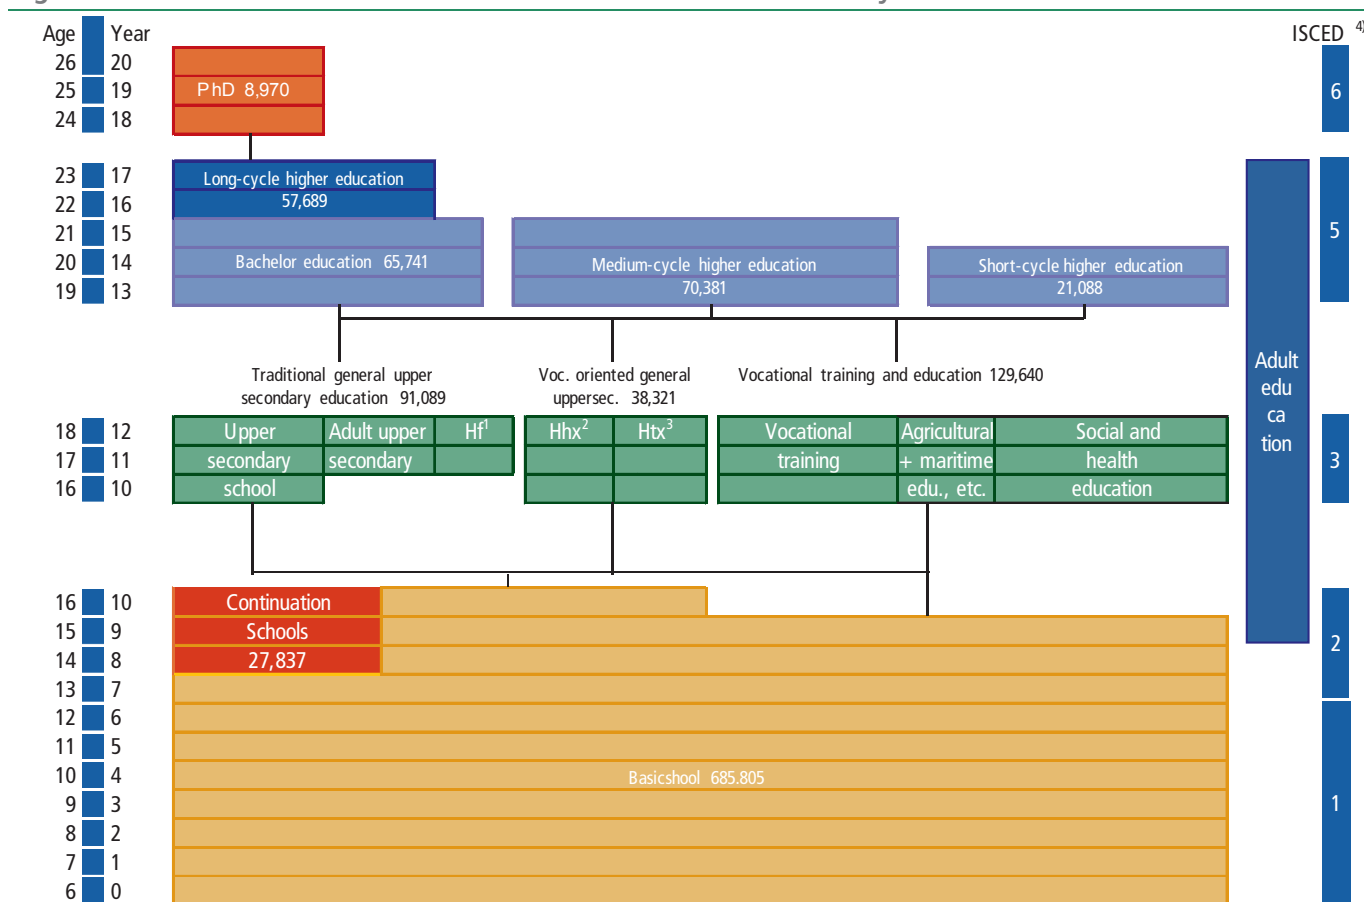 Age Year ISCED 4)
26 20
25 19 PhD 8,970 6
24 18
23 17 Long-cycle higher education
22 16 57,689
21 15 5
20 14 Bachelor education 65,741 Medium-cycle higher education Short-cycle higher education
19 13 70,381 21,088
Adult
edu
ca
tion
Traditional general upper
secondary education 91,089
Voc. oriented general
uppersec. 38,321
Vocational training and education 129,640
18 12 Upper Adult upper Hf1 Hhx2 Htx3 Vocational Agricultural Social and
17 11 secondary secondary training + maritime health 3
16 10 school edu., etc. education
16 10 Continuation
15 9 Schools
14 8 27,837 2
13 7
12 6
11 5
10 4 Basicshool 685.805
9 3 1
8 2
7 1
6 0